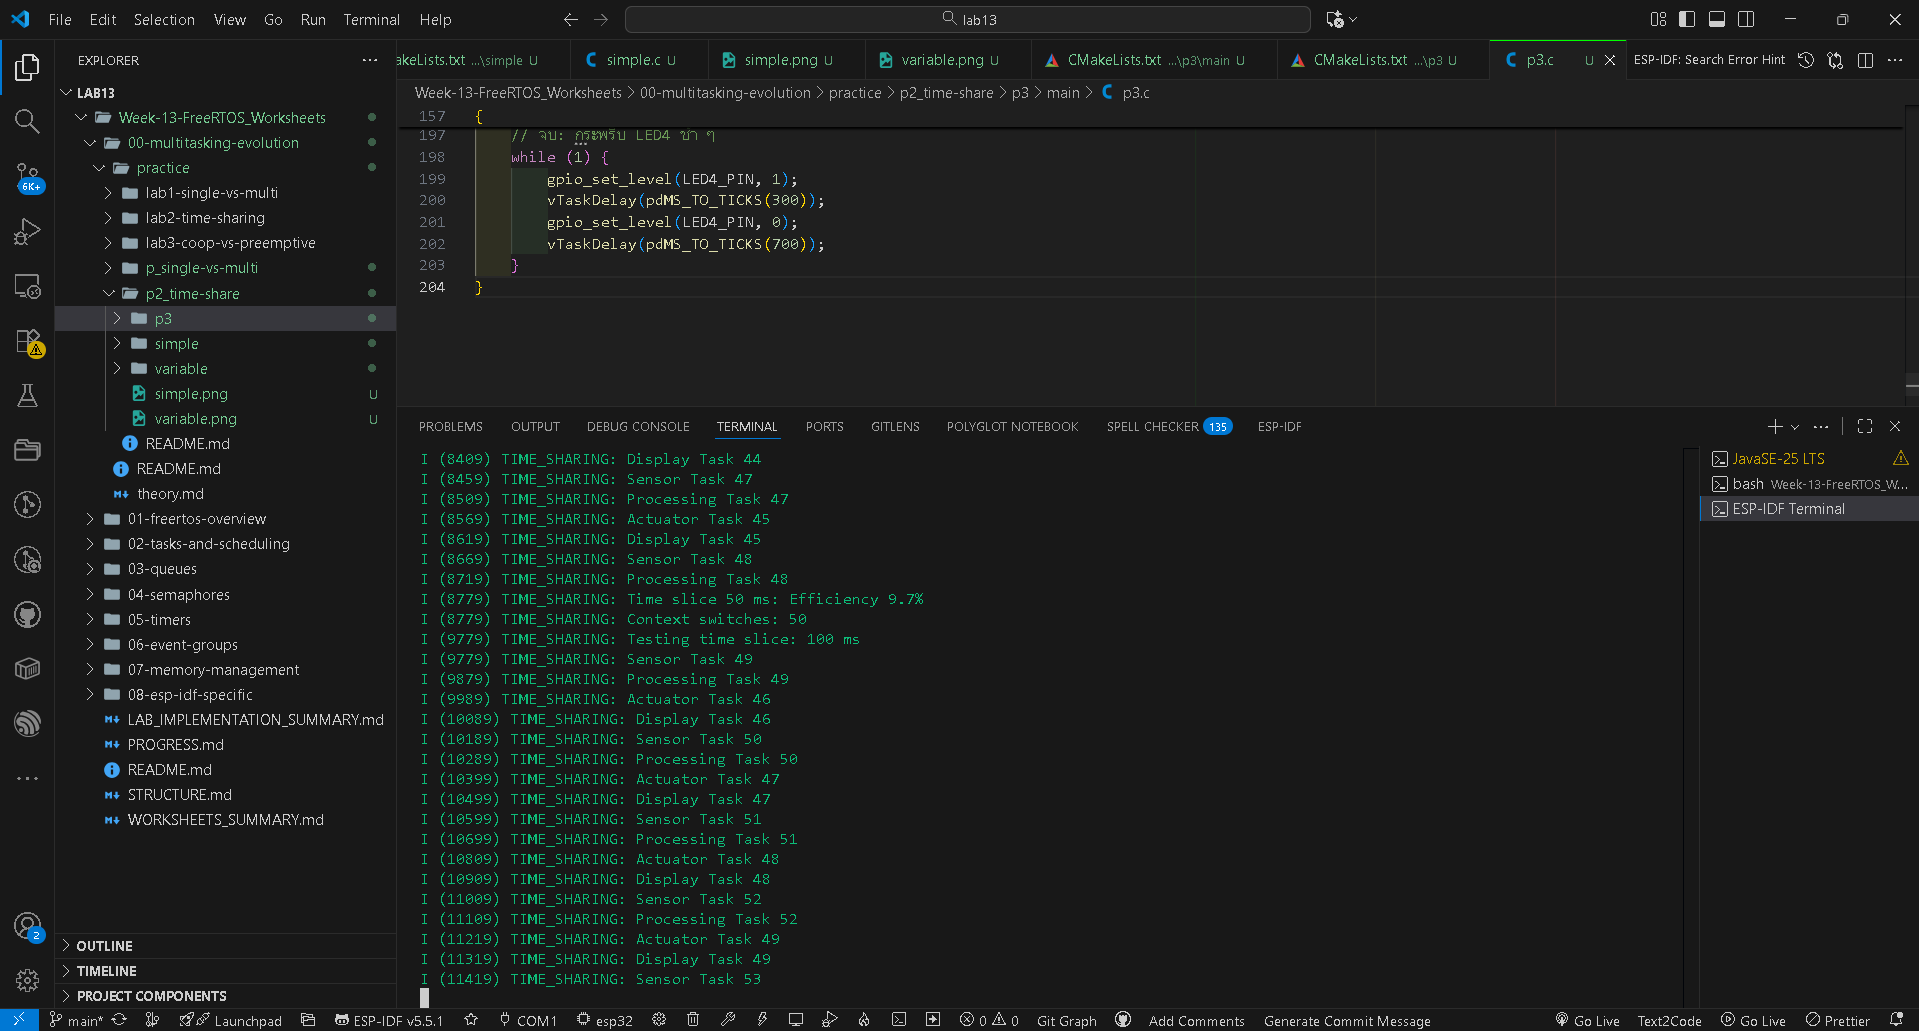 File Edit Selection View Go Run Terminal Help
lab13
EXPLORER
akeLists.txt ...\simple U
simple.c U
simple.png U
variable.png U
CMakeLists.txt ...\p3\main U
CMakeLists.txt ...\p3 U
p3.c U
ESP-IDF: Search Error Hint
LAB13
Week-13-FreeRTOS_Worksheets
00-multitasking-evolution
practice
lab1-single-vs-multi
lab2-time-sharing
lab3-coop-vs-preemptive
p_single-vs-multi
p2_time-share
p3
simple
variable
simple.png U
variable.png U
README.md
README.md
theory.md
01-freertos-overview
02-tasks-and-scheduling
03-queues
04-semaphores
05-timers
06-event-groups
07-memory-management
08-esp-idf-specific
LAB_IMPLEMENTATION_SUMMARY.md
PROGRESS.md
README.md
STRUCTURE.md
WORKSHEETS_SUMMARY.md
OUTLINE
TIMELINE
PROJECT COMPONENTS
6K+
2
Week-13-FreeRTOS_Worksheets > 00-multitasking-evolution > practice > p2_time-share > p3 > main > p3.c
157 {
197 // จบ: กระพริบ LED4 ช้า ๆ
198 while (1) {
199 gpio_set_level(LED4_PIN, 1);
200 vTaskDelay(pdMS_TO_TICKS(300));
201 gpio_set_level(LED4_PIN, 0);
202 vTaskDelay(pdMS_TO_TICKS(700));
203 }
204 }
PROBLEMS OUTPUT DEBUG CONSOLE TERMINAL PORTS GITLENS POLYGLOT NOTEBOOK SPELL CHECKER 135 ESP-IDF
I (8409) TIME_SHARING: Display Task 44
I (8459) TIME_SHARING: Sensor Task 47
I (8509) TIME_SHARING: Processing Task 47
I (8569) TIME_SHARING: Actuator Task 45
I (8619) TIME_SHARING: Display Task 45
I (8669) TIME_SHARING: Sensor Task 48
I (8719) TIME_SHARING: Processing Task 48
I (8779) TIME_SHARING: Time slice 50 ms: Efficiency 9.7%
I (8779) TIME_SHARING: Context switches: 50
I (9779) TIME_SHARING: Testing time slice: 100 ms
I (9779) TIME_SHARING: Sensor Task 49
I (9879) TIME_SHARING: Processing Task 49
I (9989) TIME_SHARING: Actuator Task 46
I (10089) TIME_SHARING: Display Task 46
I (10189) TIME_SHARING: Sensor Task 50
I (10289) TIME_SHARING: Processing Task 50
I (10399) TIME_SHARING: Actuator Task 47
I (10499) TIME_SHARING: Display Task 47
I (10599) TIME_SHARING: Sensor Task 51
I (10699) TIME_SHARING: Processing Task 51
I (10809) TIME_SHARING: Actuator Task 48
I (10909) TIME_SHARING: Display Task 48
I (11009) TIME_SHARING: Sensor Task 52
I (11109) TIME_SHARING: Processing Task 52
I (11219) TIME_SHARING: Actuator Task 49
I (11319) TIME_SHARING: Display Task 49
I (11419) TIME_SHARING: Sensor Task 53
JavaSE-25 LTS
bash Week-13-FreeRTOS_W...
ESP-IDF Terminal
main* Launchpad ESP-IDF v5.5.1 COM1 esp32 0 0 Git Graph Add Comments Generate Commit Message Go Live Text2Code Go Live Prettier